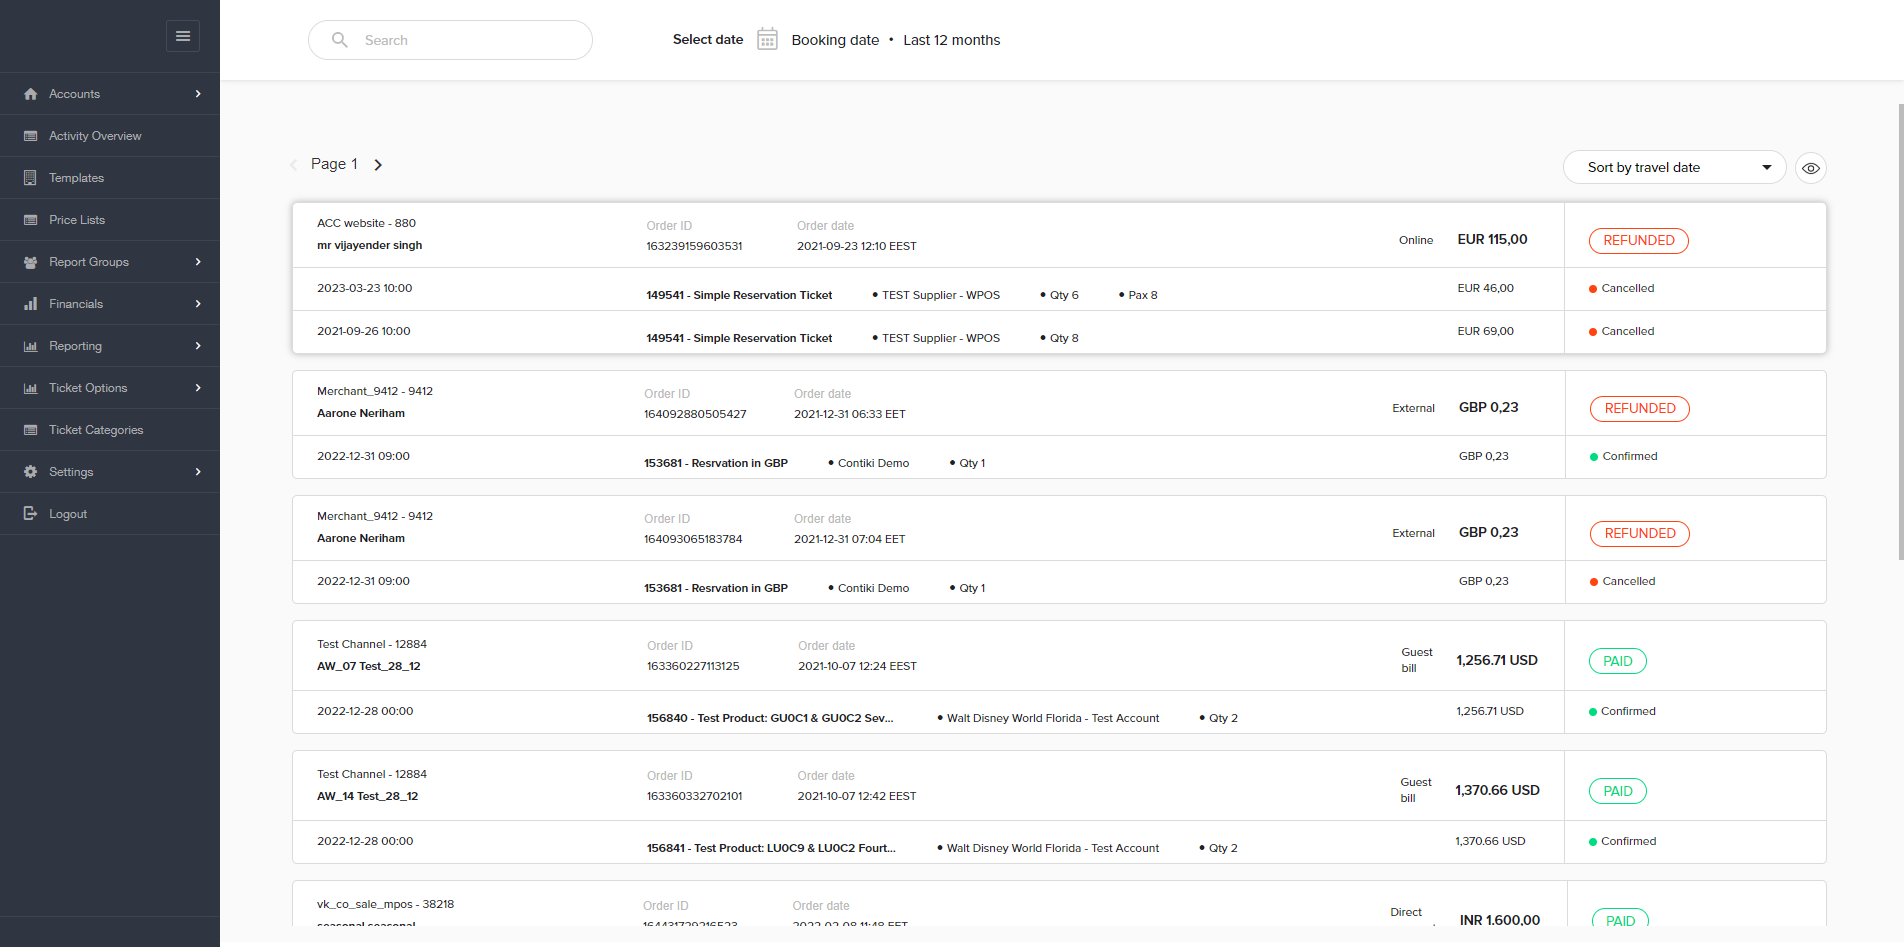 Search
Select date Booking date • Last 12 months
Accounts
Activity Overview
Templates
Price Lists
Report Groups
Financials
Reporting
Ticket Options
Ticket Categories
Settings
Logout
Page 1
Sort by travel date
ACC website - 880 Order ID Order date
mr vijayender singh 163239159603531 2021-09-23 12:10 EEST Online EUR 115,00 REFUNDED
2023-03-23 10:00 149541 - Simple Reservation Ticket • TEST Supplier - WPOS • Qty 6 • Pax 8 EUR 46,00 Cancelled
2021-09-26 10:00 149541 - Simple Reservation Ticket • TEST Supplier - WPOS • Qty 8 EUR 69,00 Cancelled
Merchant_9412 - 9412 Order ID Order date
Aarone Neriham 164092880505427 2021-12-31 06:33 EET External GBP 0,23 REFUNDED
2022-12-31 09:00 153681 - Resrvation in GBP • Contiki Demo • Qty 1 GBP 0,23 Confirmed
Merchant_9412 - 9412 Order ID Order date
Aarone Neriham 164093065183784 2021-12-31 07:04 EET External GBP 0,23 REFUNDED
2022-12-31 09:00 153681 - Resrvation in GBP • Contiki Demo • Qty 1 GBP 0,23 Cancelled
Test Channel - 12884 Order ID Order date
AW_07 Test_28_12 163360227113125 2021-10-07 12:24 EEST Guest bill 1,256.71 USD PAID
2022-12-28 00:00 156840 - Test Product: GU0C1 & GU0C2 Sev... • Walt Disney World Florida - Test Account • Qty 2 1,256.71 USD Confirmed
Test Channel - 12884 Order ID Order date
AW_14 Test_28_12 163360332702101 2021-10-07 12:42 EEST Guest bill 1,370.66 USD PAID
2022-12-28 00:00 156841 - Test Product: LU0C9 & LU0C2 Fourt... • Walt Disney World Florida - Test Account • Qty 2 1,370.66 USD Confirmed
vk_co_sale_mpos - 38218 Order ID Order date Direct
seasonal seasonal 164431729216523 2022-02-08 11:48 EET INR 1.600,00 PAID